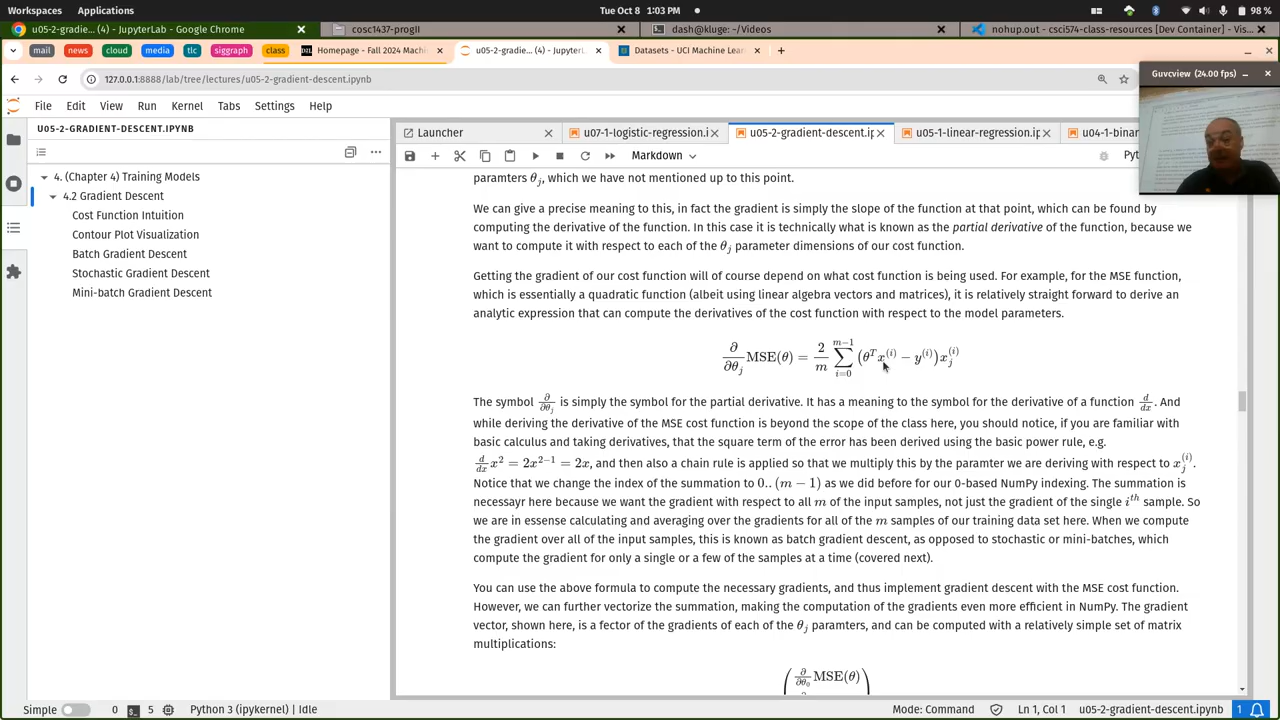 Workspaces Applications Tue Oct 8 1:03 PM 98 %
u05-2-gradie... (4) - JupyterLab - Google Chrome cosc1437-progII dash@kluge: ~/Videos nohup.out - csci574-class-resources [Dev Container] - Vis...
mail news cloud media tlc siggraph class Homepage - Fall 2024 Machi u05-2-gradie... (4) - JupyterL Datasets - UCI Machine Lear
127.0.0.1:8888/lab/tree/lectures/u05-2-gradient-descent.ipynb
Guvcview (24.00 fps)
File Edit View Run Kernel Tabs Settings Help
U05-2-GRADIENT-DESCENT.IPYNB
Launcher u07-1-logistic-regression.i u05-2-gradient-descent.ip u05-1-linear-regression.ip u04-1-binar
Markdown Pyt
4. (Chapter 4) Training Models
4.2 Gradient Descent
Cost Function Intuition
Contour Plot Visualization
Batch Gradient Descent
Stochastic Gradient Descent
Mini-batch Gradient Descent
parameters θ_j, which we have not mentioned up to this point.
We can give a precise meaning to this, in fact the gradient is simply the slope of the function at that point, which can be found by
computing the derivative of the function. In this case it is technically what is known as the partial derivative of the function, because we
want to compute it with respect to each of the θ_j parameter dimensions of our cost function.
Getting the gradient of our cost function will of course depend on what cost function is being used. For example, for the MSE function,
which is essentially a quadratic function (albeit using linear algebra vectors and matrices), it is relatively straight forward to derive an
analytic expression that can compute the derivatives of the cost function with respect to the model parameters.
∂/∂θ_j MSE(θ) = 2/m ∑_{i=0}^{m−1} (θ^T x^(i) − y^(i)) x_j^(i)
The symbol ∂/∂θ_j is simply the symbol for the partial derivative. It has a meaning to the symbol for the derivative of a function d/dx. And
while deriving the derivative of the MSE cost function is beyond the scope of the class here, you should notice, if you are familiar with
basic calculus and taking derivatives, that the square term of the error has been derived using the basic power rule, e.g.
d/dx x² = 2x^{2−1} = 2x, and then also a chain rule is applied so that we multiply this by the paramter we are deriving with respect to x_j^(i).
Notice that we change the index of the summation to 0..(m − 1) as we did before for our 0-based NumPy indexing. The summation is
necessayr here because we want the gradient with respect to all m of the input samples, not just the gradient of the single i^th sample. So
we are in essense calculating and averaging over the gradients for all of the m samples of our training data set here. When we compute
the gradient over all of the input samples, this is known as batch gradient descent, as opposed to stochastic or mini-batches, which
compute the gradient for only a single or a few of the samples at a time (covered next).
You can use the above formula to compute the necessary gradients, and thus implement gradient descent with the MSE cost function.
However, we can further vectorize the summation, making the computation of the gradients even more efficient in NumPy. The gradient
vector, shown here, is a fector of the gradients of each of the θ_j paramters, and can be computed with a relatively simple set of matrix
multiplications:
∂/∂θ_0 MSE(θ)
Simple 0 5 Python 3 (ipykernel) | Idle Mode: Command Ln 1, Col 1 u05-2-gradient-descent.ipynb 1